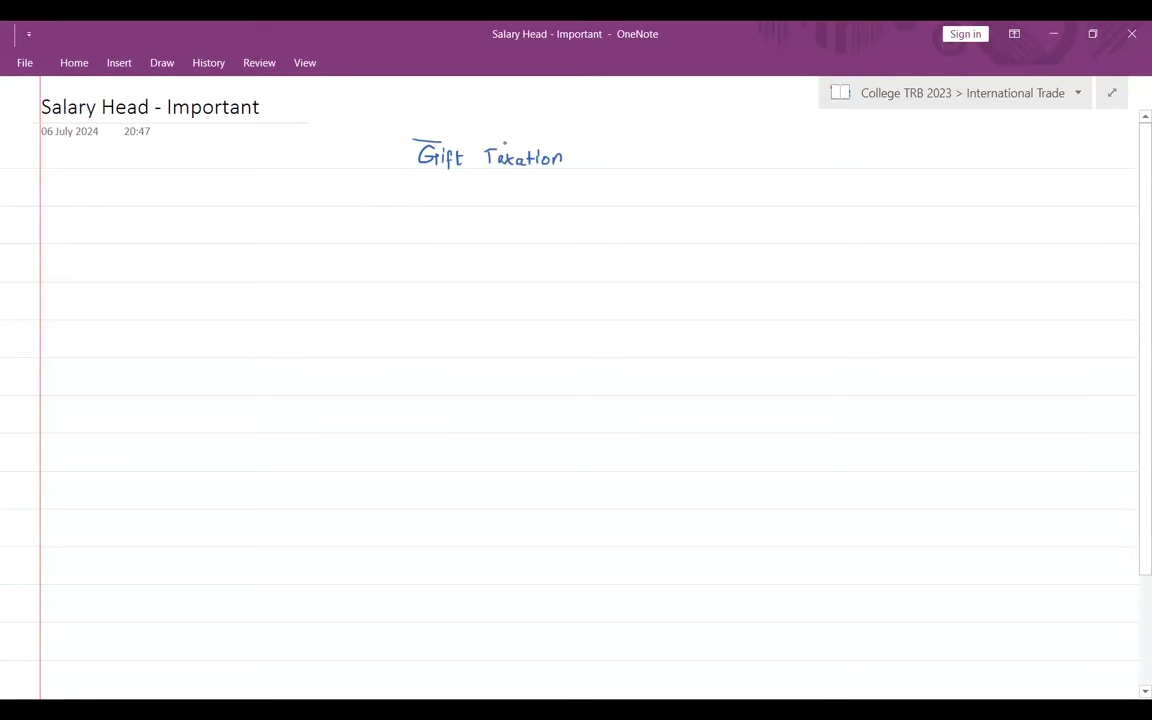 Salary Head - Important - OneNote
Sign in
File Home Insert Draw History Review View
Salary Head - Important
College TRB 2023 > International Trade
06 July 2024 20:47
Gift Taxation